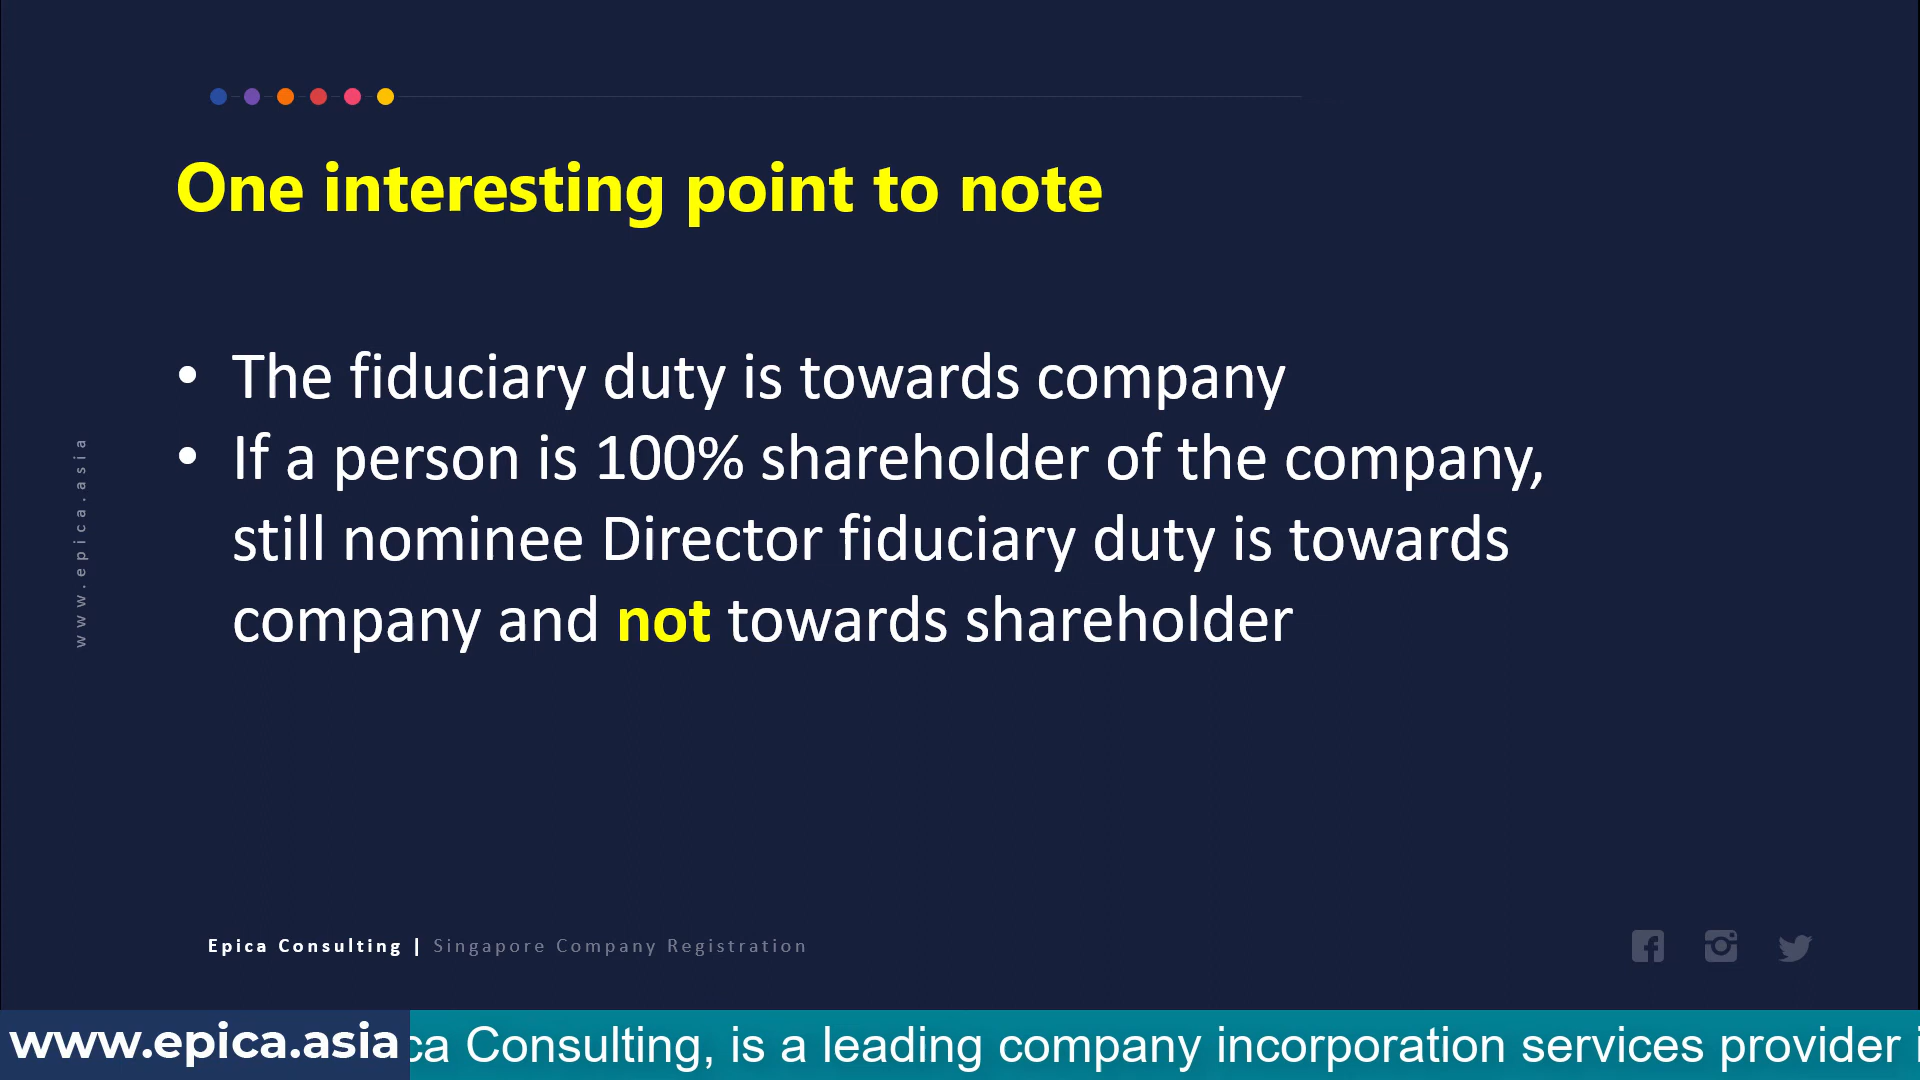 One interesting point to note
• The fiduciary duty is towards company
• If a person is 100% shareholder of the company,
still nominee Director fiduciary duty is towards
company and not towards shareholder
www.epica.asia
Epica Consulting | Singapore Company Registration
www.epica.asia
ca Consulting, is a leading company incorporation services provider i